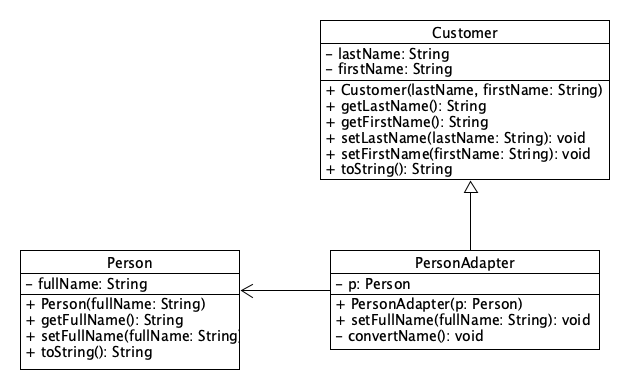 Customer
– lastName: String
– firstName: String
+ Customer(lastName, firstName: String)
+ getLastName(): String
+ getFirstName(): String
+ setLastName(lastName: String): void
+ setFirstName(firstName: String): void
+ toString(): String
Person
– fullName: String
+ Person(fullName: String)
+ getFullName(): String
+ setFullName(fullName: String
+ toString(): String
PersonAdapter
– p: Person
+ PersonAdapter(p: Person)
+ setFullName(fullName: String): void
– convertName(): void